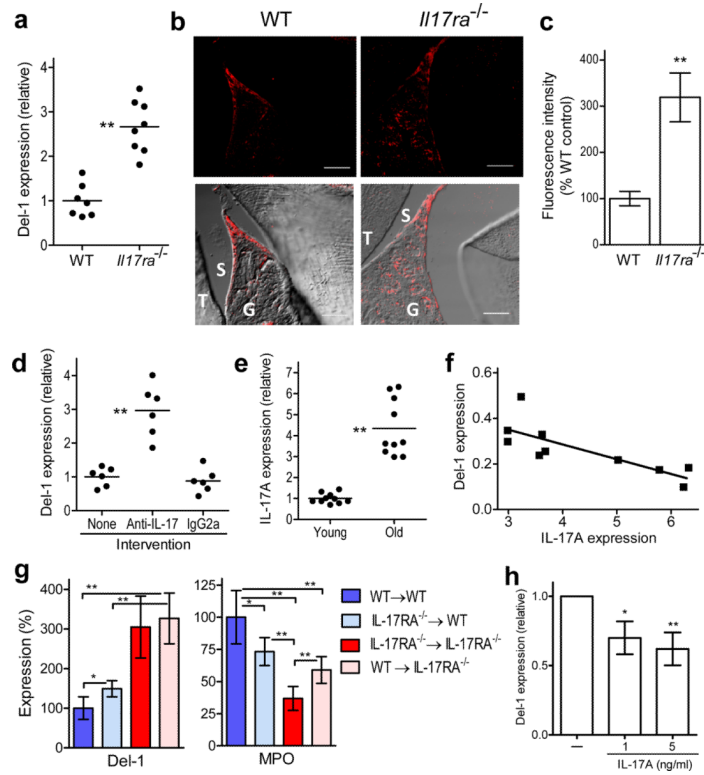 a
Del-1 expression (relative)
4
3
2
1
0
**
WT
Il17ra-/-
b
WT
Il17ra-/-
S
T
G
S
T
G
c
Fluorescence intensity
(% WT control)
400
300
200
100
0
**
WT
Il17ra-/-
d
Del-1 expression (relative)
5
4
3
2
1
0
**
None
Anti-IL-17
IgG2a
Intervention
e
IL-17A expression (relative)
7
6
5
4
3
2
1
0
**
Young
Old
f
Del-1 expression
0.6
0.4
0.2
0.0
3
4
5
6
IL-17A expression
g
Expression (%)
400
300
200
100
0
**
**
*
Del-1
125
100
75
50
25
0
**
**
**
*
**
**
MPO
WT→WT
IL-17RA-/-→WT
IL-17RA-/-→IL-17RA-/-
WT→IL-17RA-/-
h
Del-1 expression (relative)
1.0
0.5
0.0
*
**
—
1
5
IL-17A (ng/ml)